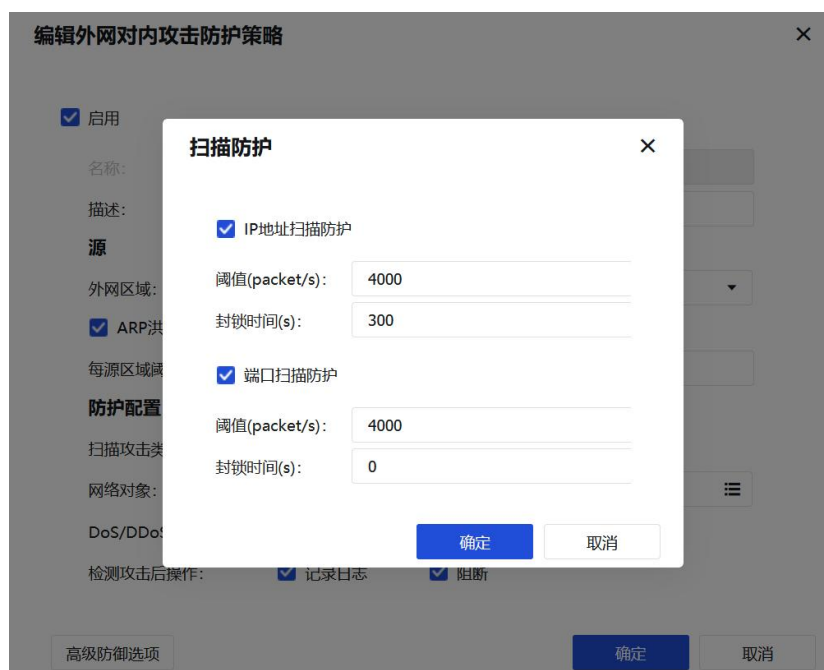 编辑外网对内攻击防护策略
启用
扫描防护
名称:
描述:
IP地址扫描防护
源
阈值(packet/s): 4000
外网区域:
封锁时间(s): 300
ARP洪
每源区域阈
端口扫描防护
防护配置
阈值(packet/s): 4000
扫描攻击类
封锁时间(s): 0
网络对象:
DoS/DDoS
确定 取消
检测攻击后操作: 记录日志 阻断
高级防御选项 确定 取消